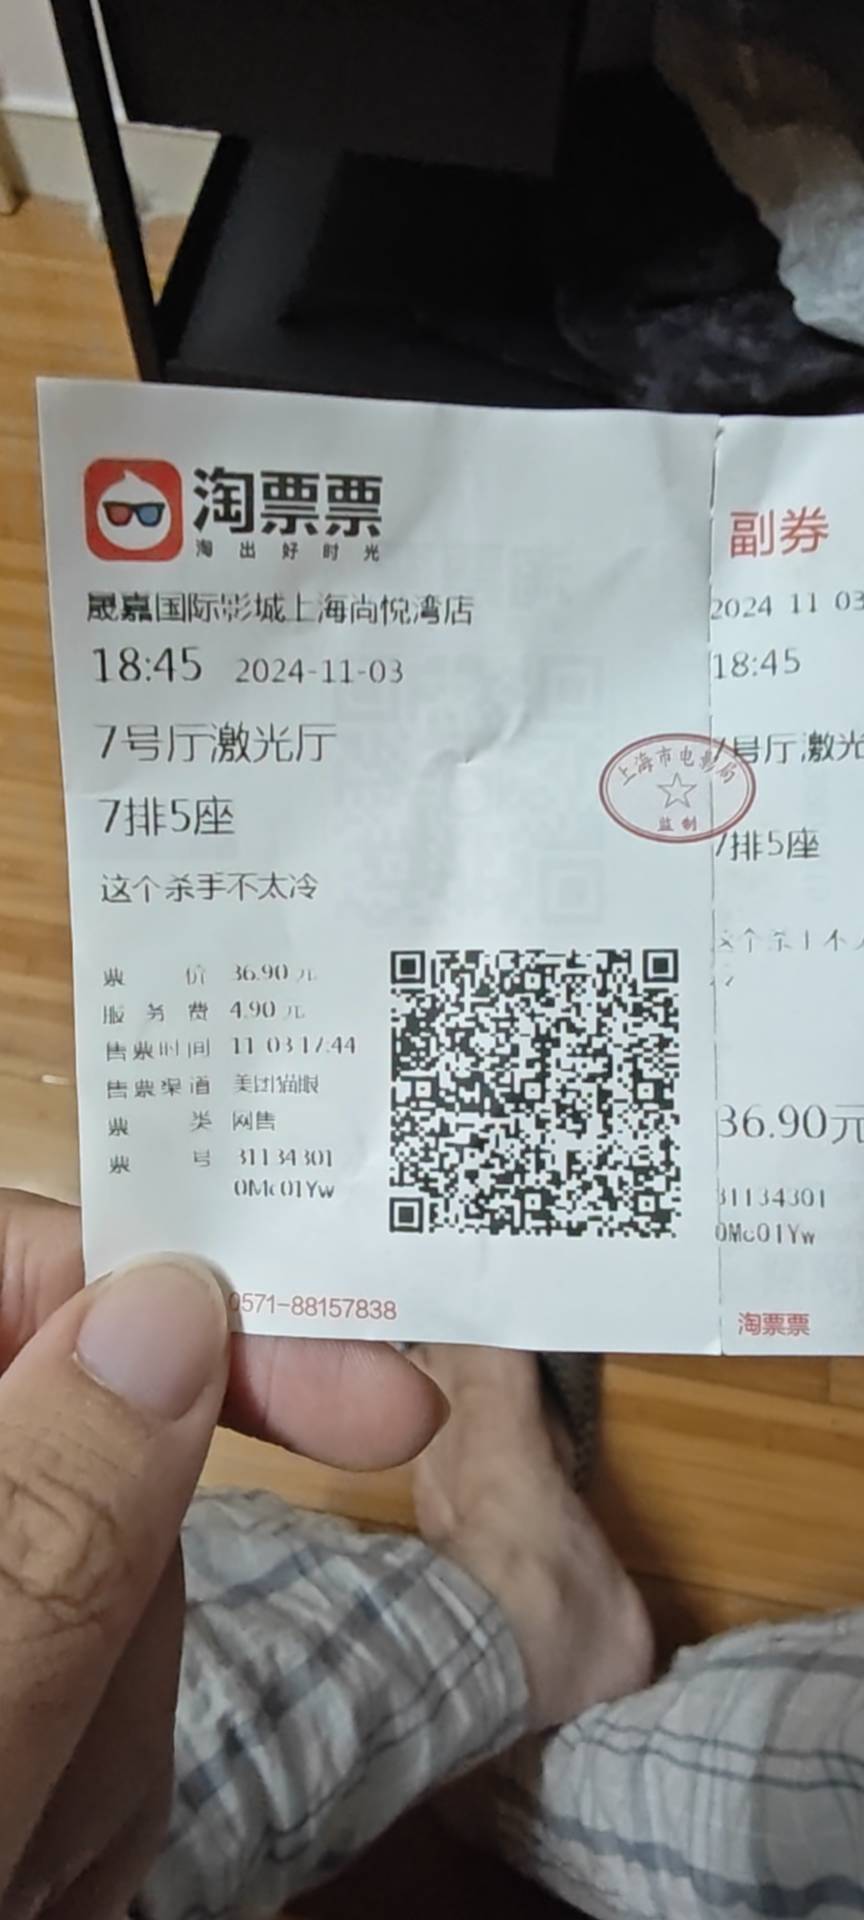 淘票票
淘出好时光
晟嘉国际影城上海尚悦湾店
18:45 2024-11-03
7号厅激光厅
7排5座
这个杀手不太冷
票价 36.90元
服务费 4.90元
售票时间 11-03 17:44
售票渠道 美团猫眼
票类 网售
票号 31134301
0Mc01Yw
0571-88157838
上海市电影局
监制
副券
2024 11 03
18:45
7号厅激光
7排5座
这个杀手不
36.90元
31134301
0Mc01Yw
淘票票